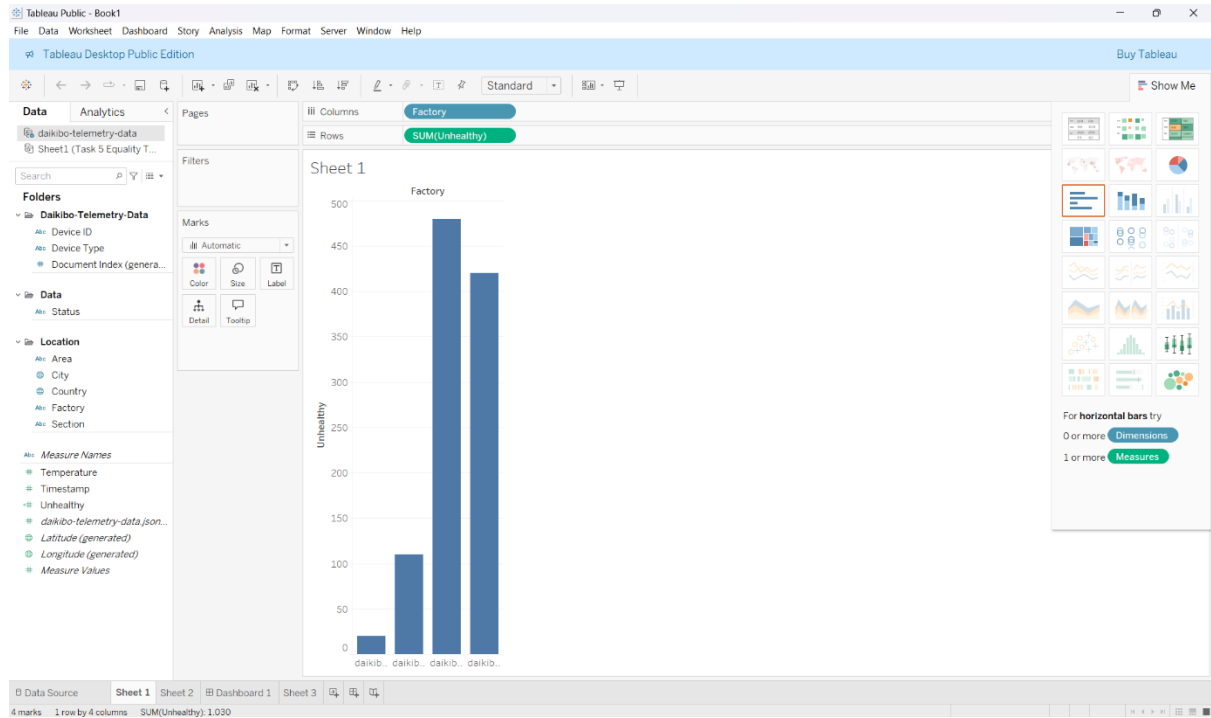 Tableau Public - Book1
File Data Worksheet Dashboard Story Analysis Map Format Server Window Help
Tableau Desktop Public Edition
Buy Tableau
Standard
Show Me
Data Analytics
daikibo-telemetry-data
Sheet1 (Task 5 Equality T...
Search
Folders
Daikibo-Telemetry-Data
Abc Device ID
Abc Device Type
# Document Index (genera...
Data
Abc Status
Location
Abc Area
City
Country
Abc Factory
Abc Section
Abc Measure Names
# Temperature
# Timestamp
=# Unhealthy
# daikibo-telemetry-data.json...
Latitude (generated)
Longitude (generated)
# Measure Values
Pages
Filters
Marks
Automatic
Color Size Label
Detail Tooltip
Columns Factory
Rows SUM(Unhealthy)
Sheet 1
Factory
500
450
400
350
300
250
200
150
100
50
0
Unhealthy
daikib.. daikib.. daikib.. daikib..
For horizontal bars try
0 or more Dimensions
1 or more Measures
Data Source Sheet 1 Sheet 2 Dashboard 1 Sheet 3
4 marks 1 row by 4 columns SUM(Unhealthy): 1.030